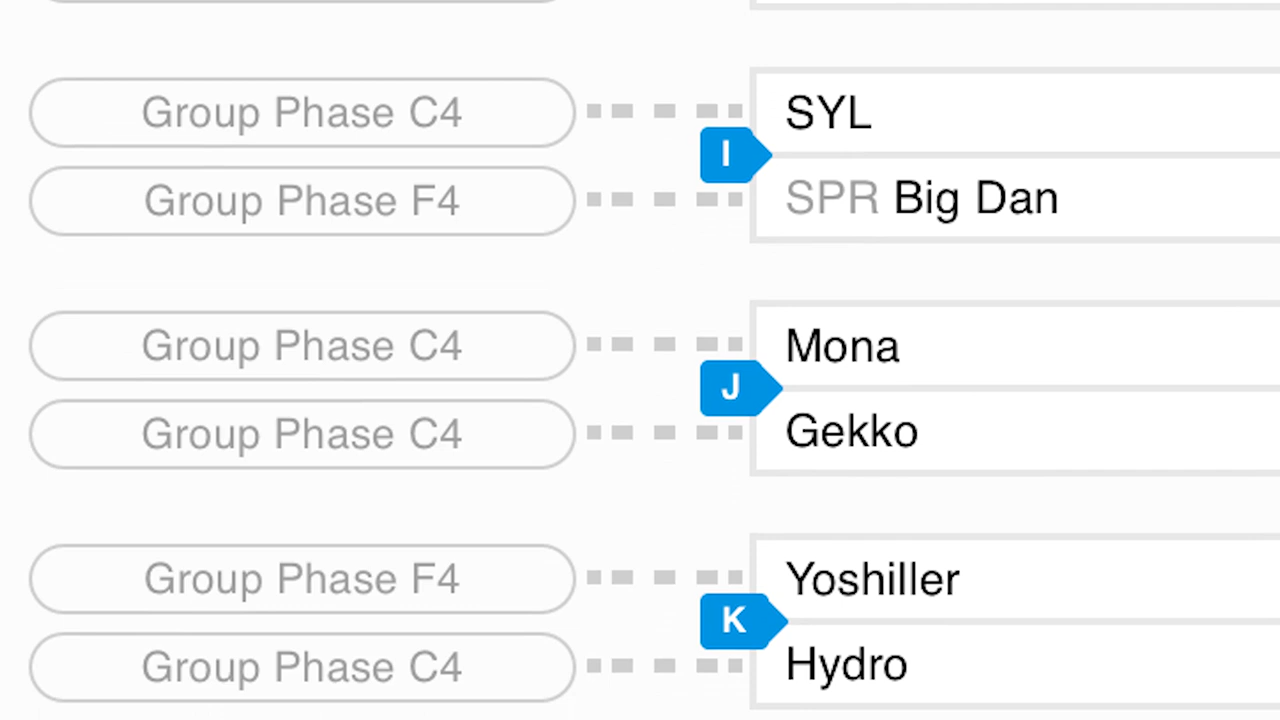 Group Phase C4
SYL
I
Group Phase F4
SPR Big Dan
Group Phase C4
Mona
J
Group Phase C4
Gekko
Group Phase F4
Yoshiller
K
Group Phase C4
Hydro